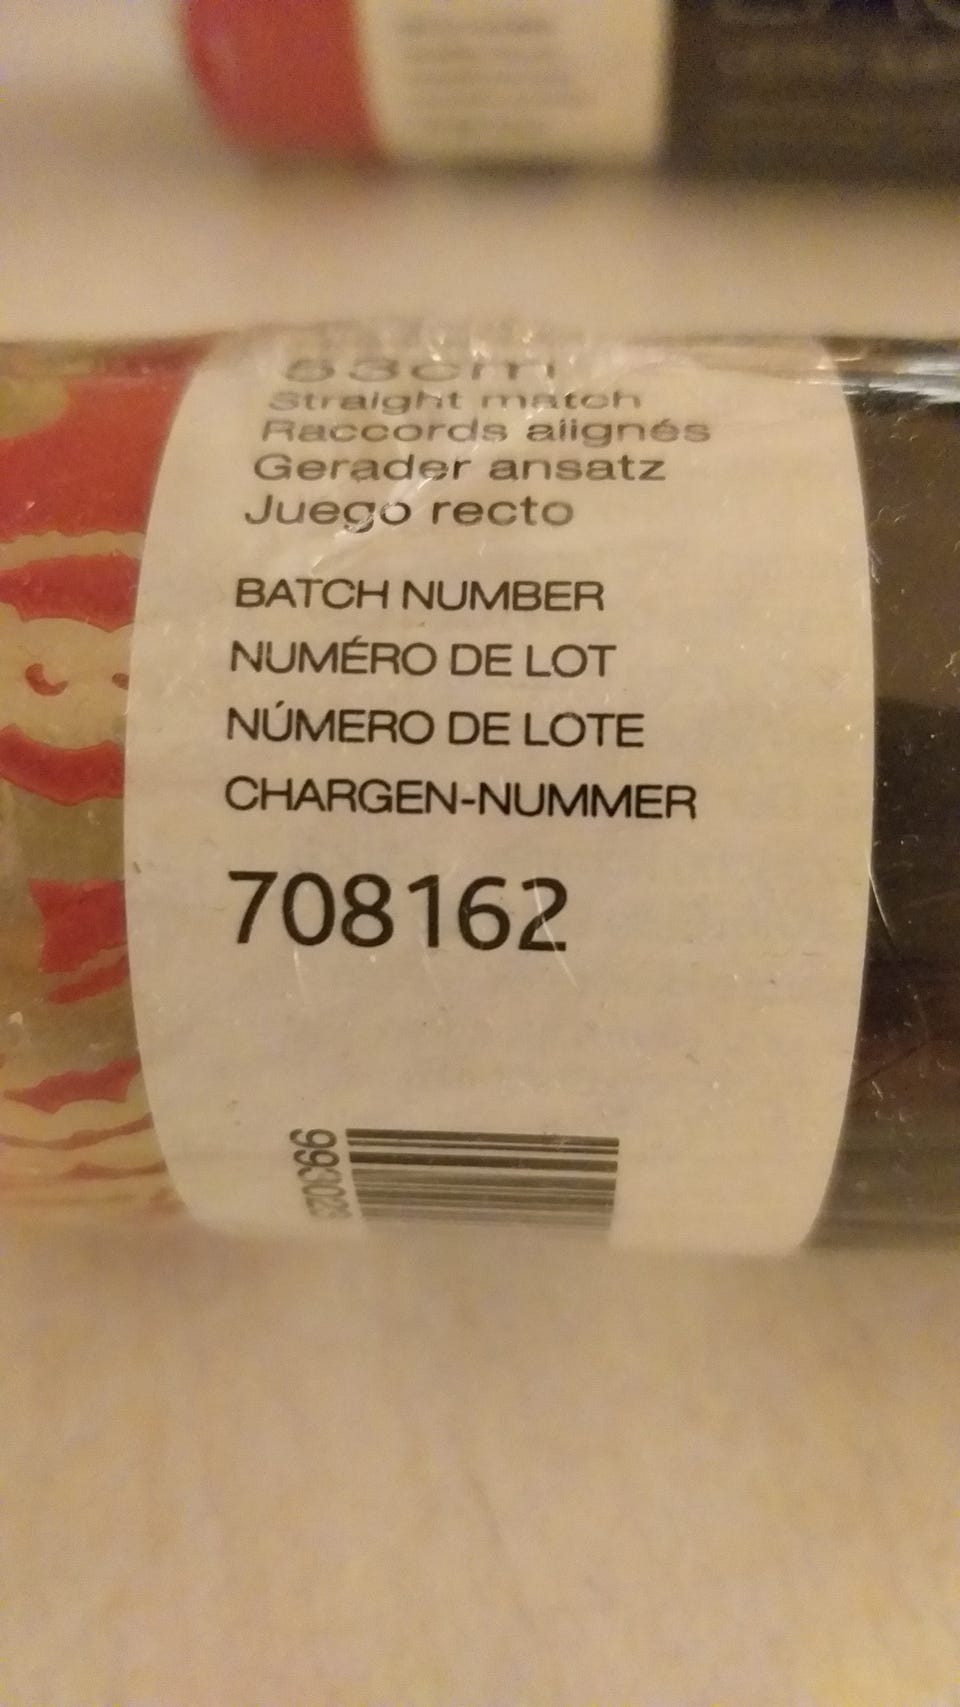 53cm
Straight match
Raccords alignés
Gerader ansatz
Juego recto
BATCH NUMBER
NUMÉRO DE LOT
NÚMERO DE LOTE
CHARGEN-NUMMER
708162
993023